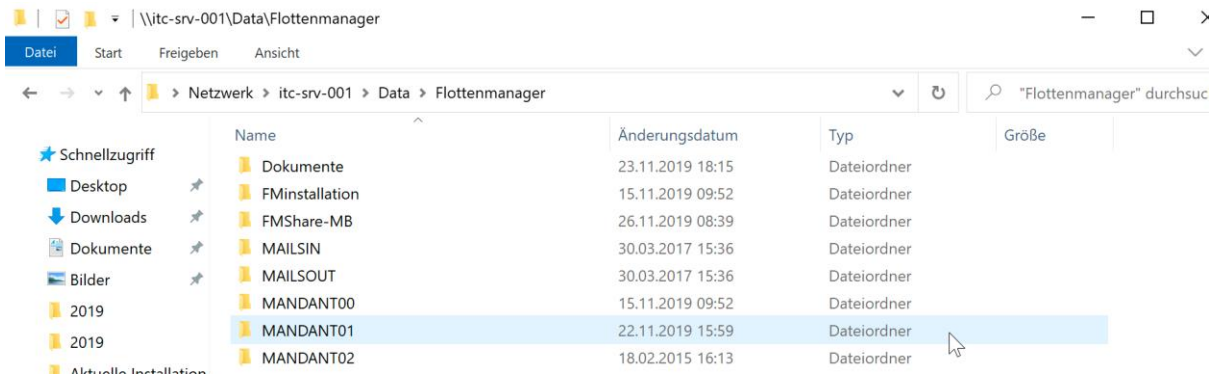 \\itc-srv-001\Data\Flottenmanager
Datei Start Freigeben Ansicht
Netzwerk > itc-srv-001 > Data > Flottenmanager "Flottenmanager" durchsuc
Name Änderungsdatum Typ Größe
Schnellzugriff
Dokumente 23.11.2019 18:15 Dateiordner
Desktop
FMinstallation 15.11.2019 09:52 Dateiordner
Downloads
FMShare-MB 26.11.2019 08:39 Dateiordner
Dokumente
MAILSIN 30.03.2017 15:36 Dateiordner
Bilder
MAILSOUT 30.03.2017 15:36 Dateiordner
2019
MANDANT00 15.11.2019 09:52 Dateiordner
2019
MANDANT01 22.11.2019 15:59 Dateiordner
Aktuelle Installation
MANDANT02 18.02.2015 16:13 Dateiordner